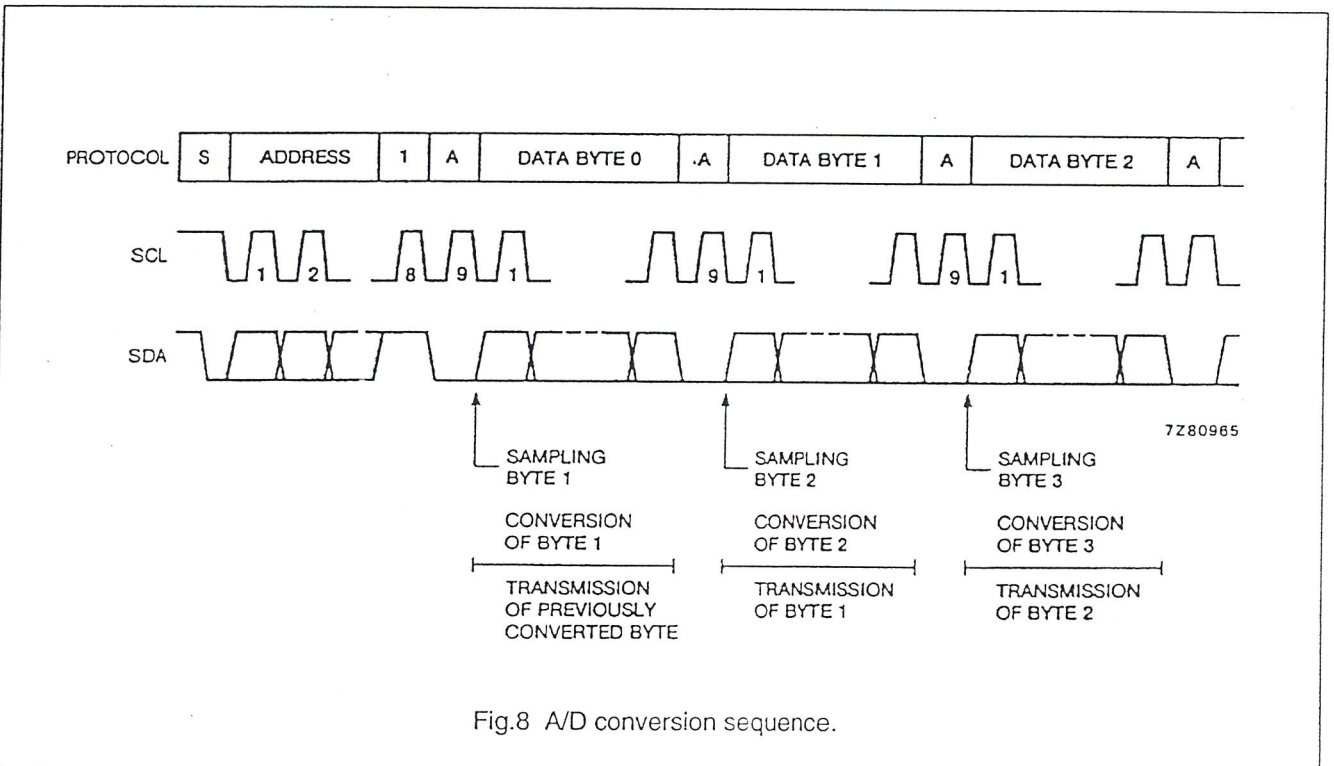 PROTOCOL S ADDRESS 1 A DATA BYTE 0 .A DATA BYTE 1 A DATA BYTE 2 A
SCL 1 2 8 9 1 9 1 9 1
SDA
7Z80965
SAMPLING
BYTE 1
SAMPLING
BYTE 2
SAMPLING
BYTE 3
CONVERSION
OF BYTE 1
CONVERSION
OF BYTE 2
CONVERSION
OF BYTE 3
TRANSMISSION
OF PREVIOUSLY
CONVERTED BYTE
TRANSMISSION
OF BYTE 1
TRANSMISSION
OF BYTE 2
Fig.8 A/D conversion sequence.